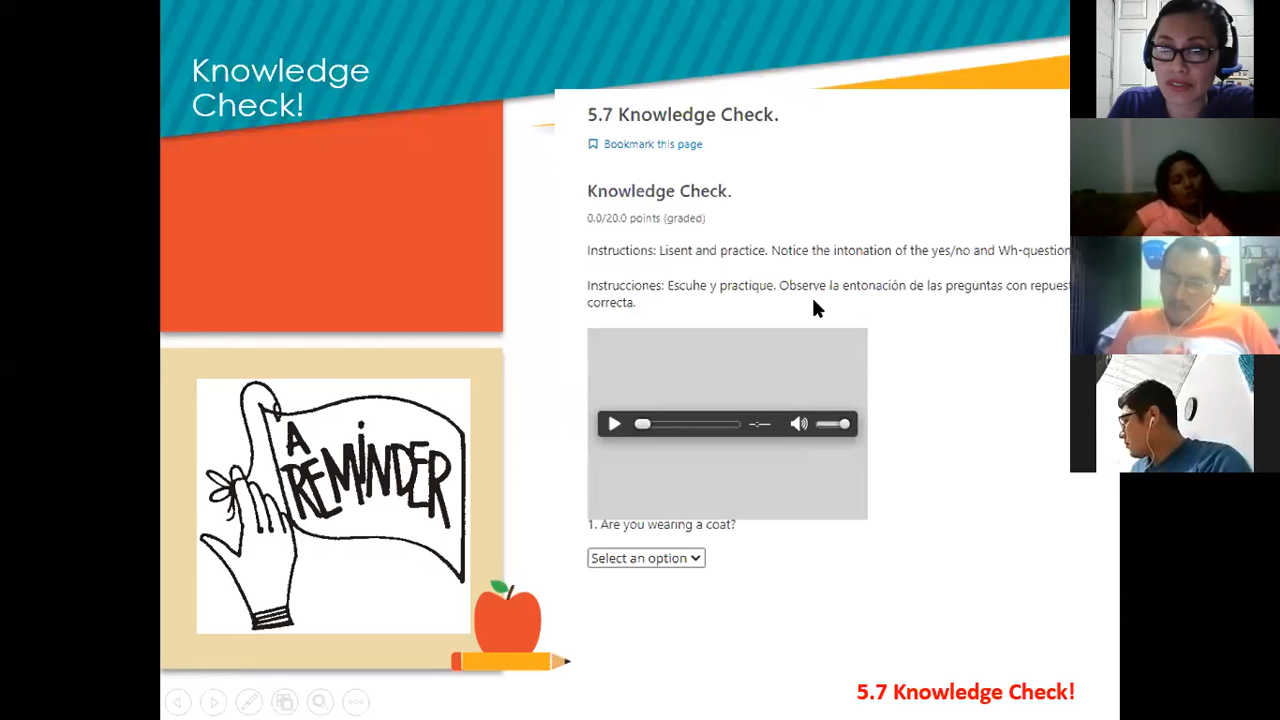 Knowledge
Check!
5.7 Knowledge Check.
Bookmark this page
Knowledge Check.
0.0/20.0 points (graded)
Instructions: Lisent and practice. Notice the intonation of the yes/no and Wh-question
Instrucciones: Escuhe y practique. Observe la entonación de las preguntas con repuest
correcta.
A
REMINDER
1. Are you wearing a coat?
Select an option
5.7 Knowledge Check!